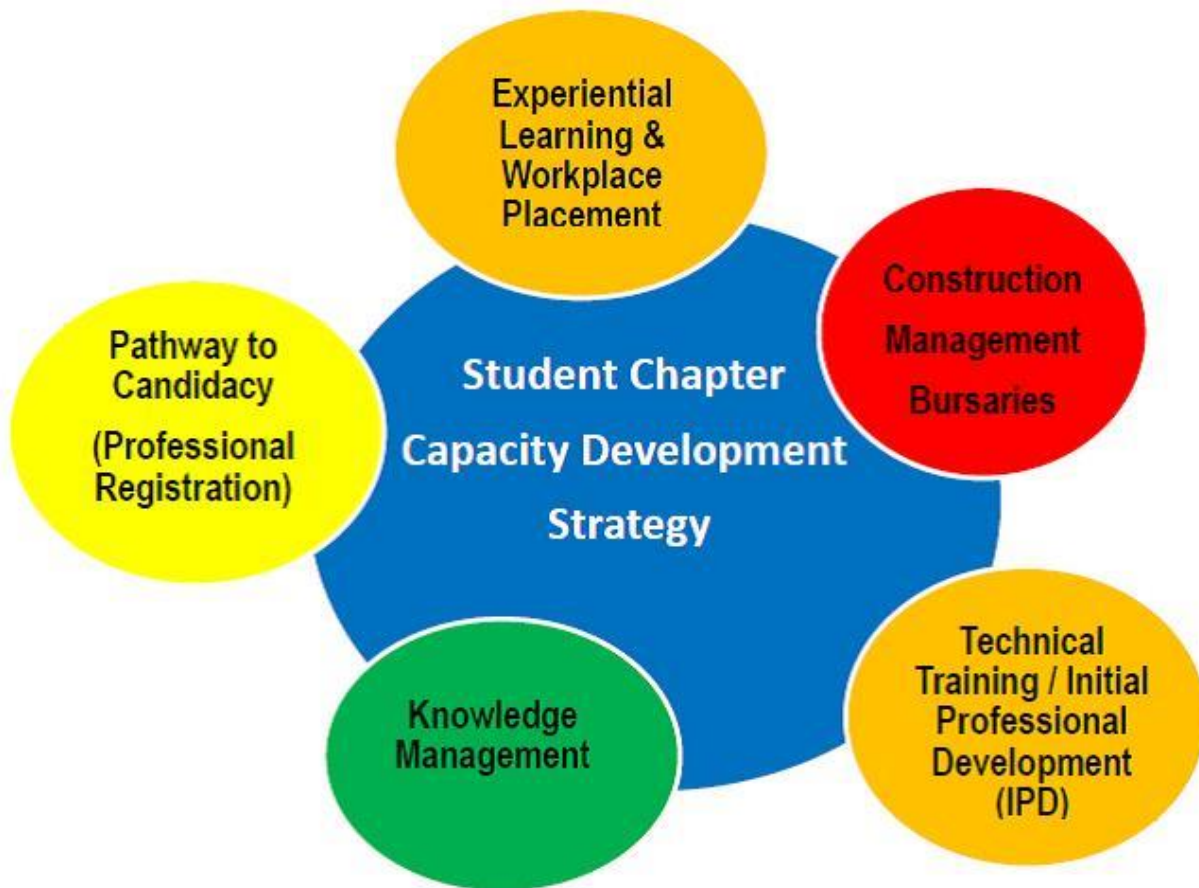 Experiential
Learning &
Workplace
Placement
Construction
Management
Bursaries
Pathway to
Candidacy
(Professional
Registration)
Student Chapter
Capacity Development
Strategy
Knowledge
Management
Technical
Training / Initial
Professional
Development
(IPD)